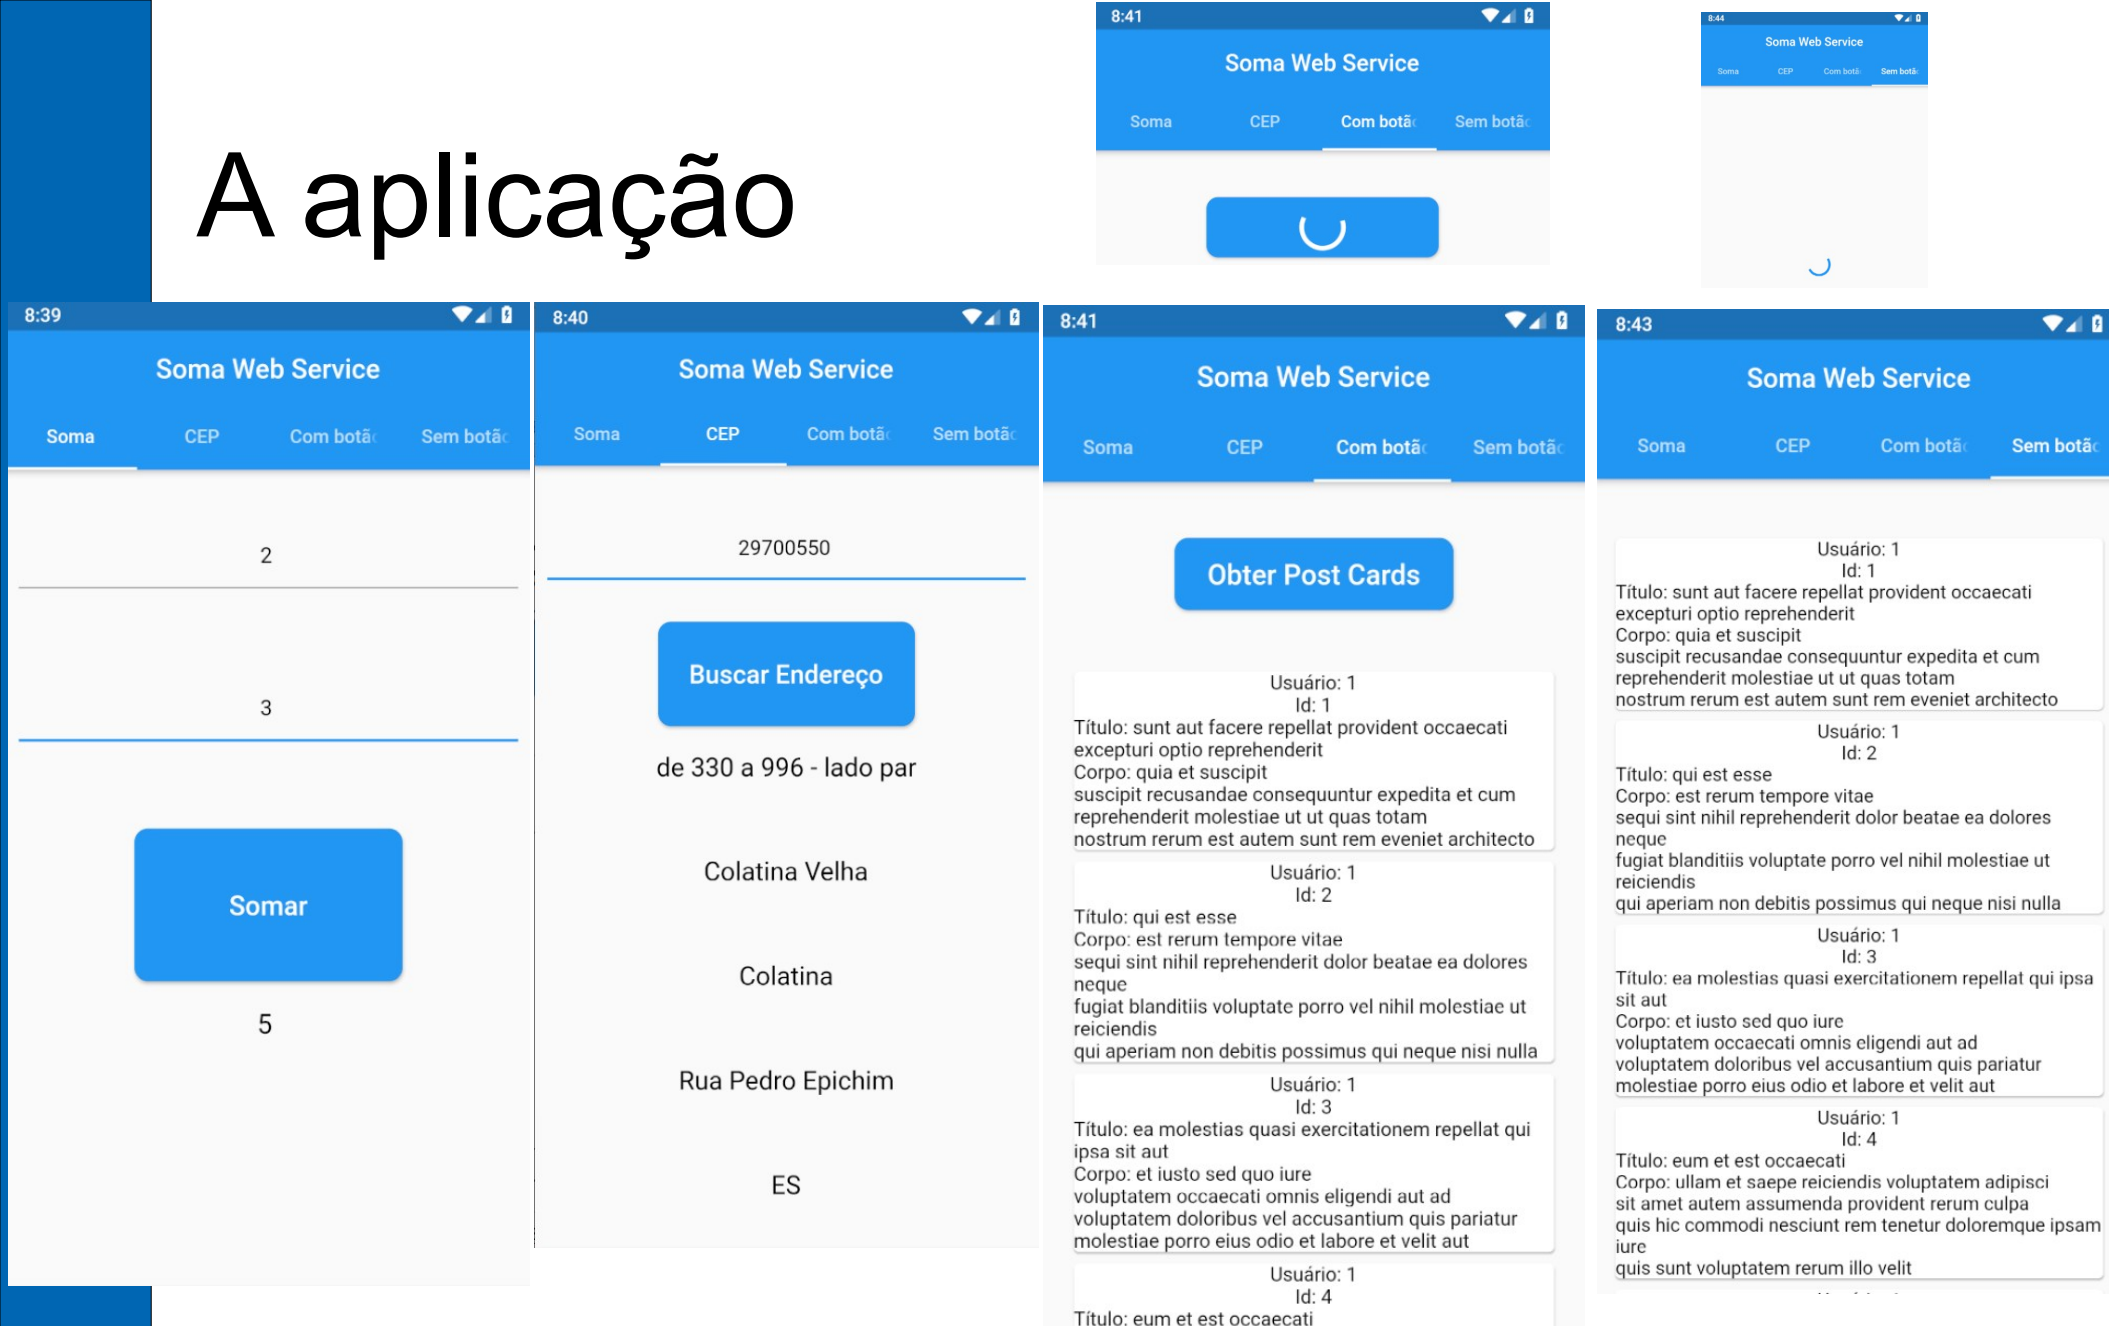 A aplicação
8:41
Soma Web Service
Soma CEP Com botã Sem botã
8:44
Soma Web Service
Soma CEP Com botã Sem botã
8:39
Soma Web Service
Soma CEP Com botã Sem botã
2
3
Somar
5
8:40
Soma Web Service
Soma CEP Com botã Sem botã
29700550
Buscar Endereço
de 330 a 996 - lado par
Colatina Velha
Colatina
Rua Pedro Epichim
ES
8:41
Soma Web Service
Soma CEP Com botã Sem botã
Obter Post Cards
Usuário: 1
Id: 1
Título: sunt aut facere repellat provident occaecati
excepturi optio reprehenderit
Corpo: quia et suscipit
suscipit recusandae consequuntur expedita et cum
reprehenderit molestiae ut ut quas totam
nostrum rerum est autem sunt rem eveniet architecto
Usuário: 1
Id: 2
Título: qui est esse
Corpo: est rerum tempore vitae
sequi sint nihil reprehenderit dolor beatae ea dolores
neque
fugiat blanditiis voluptate porro vel nihil molestiae ut
reiciendis
qui aperiam non debitis possimus qui neque nisi nulla
Usuário: 1
Id: 3
Título: ea molestias quasi exercitationem repellat qui
ipsa sit aut
Corpo: et iusto sed quo iure
voluptatem occaecati omnis eligendi aut ad
voluptatem doloribus vel accusantium quis pariatur
molestiae porro eius odio et labore et velit aut
Usuário: 1
Id: 4
Título: eum et est occaecati
8:43
Soma Web Service
Soma CEP Com botã Sem botã
Usuário: 1
Id: 1
Título: sunt aut facere repellat provident occaecati
excepturi optio reprehenderit
Corpo: quia et suscipit
suscipit recusandae consequuntur expedita et cum
reprehenderit molestiae ut ut quas totam
nostrum rerum est autem sunt rem eveniet architecto
Usuário: 1
Id: 2
Título: qui est esse
Corpo: est rerum tempore vitae
sequi sint nihil reprehenderit dolor beatae ea dolores
neque
fugiat blanditiis voluptate porro vel nihil molestiae ut
reiciendis
qui aperiam non debitis possimus qui neque nisi nulla
Usuário: 1
Id: 3
Título: ea molestias quasi exercitationem repellat qui ipsa
sit aut
Corpo: et iusto sed quo iure
voluptatem occaecati omnis eligendi aut ad
voluptatem doloribus vel accusantium quis pariatur
molestiae porro eius odio et labore et velit aut
Usuário: 1
Id: 4
Título: eum et est occaecati
Corpo: ullam et saepe reiciendis voluptatem adipisci
sit amet autem assumenda provident rerum culpa
quis hic commodi nesciunt rem tenetur doloremque ipsam
iure
quis sunt voluptatem rerum illo velit